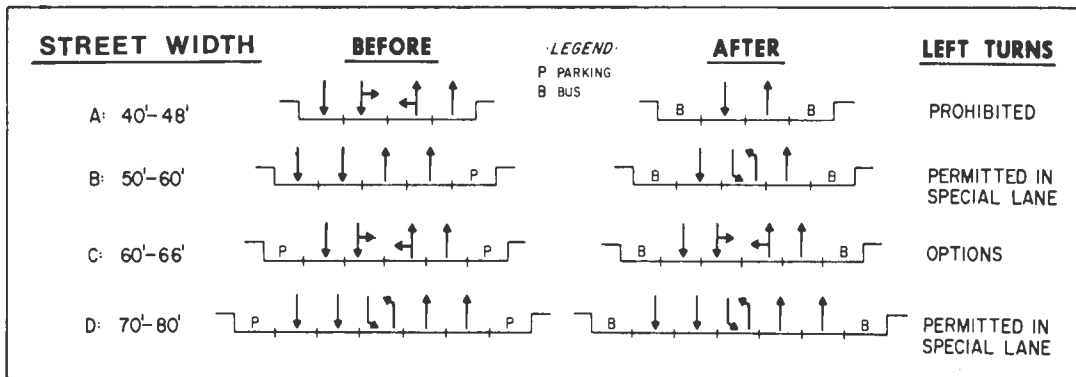 STREET WIDTH BEFORE ·LEGEND· AFTER LEFT TURNS
P PARKING
B BUS
A: 40'-48' B B PROHIBITED
B: 50'-60' P B B PERMITTED IN
SPECIAL LANE
C: 60'-66' P P B B OPTIONS
D: 70'-80' P P B B PERMITTED IN
SPECIAL LANE